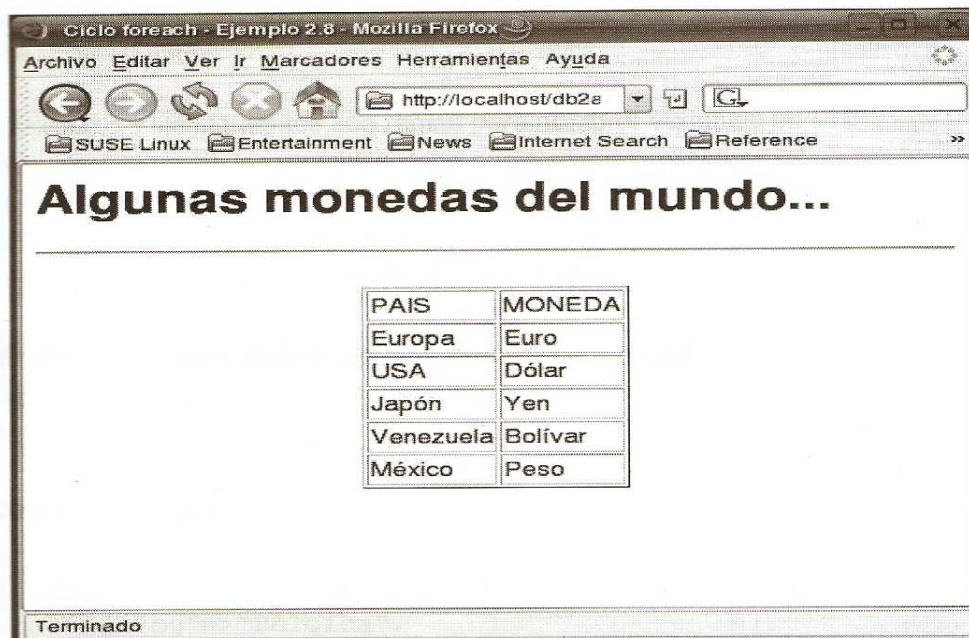 Ciclo foreach - Ejemplo 2.8 - Mozilla Firefox
Archivo Editar Ver Ir Marcadores Herramientas Ayuda
http://localhost/db2a G
SUSE Linux Entertainment News Internet Search Reference »
Algunas monedas del mundo...
PAIS MONEDA
Europa Euro
USA Dólar
Japón Yen
Venezuela Bolívar
México Peso
Terminado